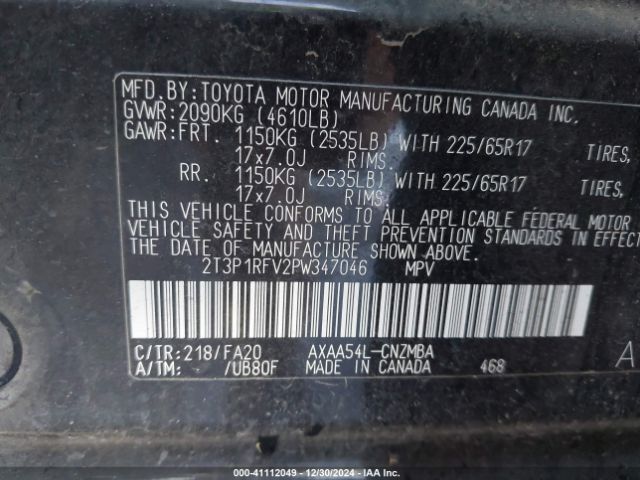 MFD.BY:TOYOTA MOTOR MANUFACTURING CANADA INC.
GVWR:2090KG (4610LB)
GAWR:FRT. 1150KG (2535LB) WITH 225/65R17 TIRES,
17x7.0J RIMS.
RR. 1150KG (2535LB) WITH 225/65R17 TIRES,
17x7.0J RIMS.
THIS VEHICLE CONFORMS TO ALL APPLICABLE FEDERAL MOTOR
VEHICLE SAFETY AND THEFT PREVENTION STANDARDS IN EFFECT
THE DATE OF MANUFACTURE SHOWN ABOVE.
2T3P1RFV2PW347046 MPV
C/TR:218/FA20 AXAA54L-CNZMBA A
A/TM: /UB80F MADE IN CANADA 468
000-41112049 - 12/30/2024 - IAA Inc.